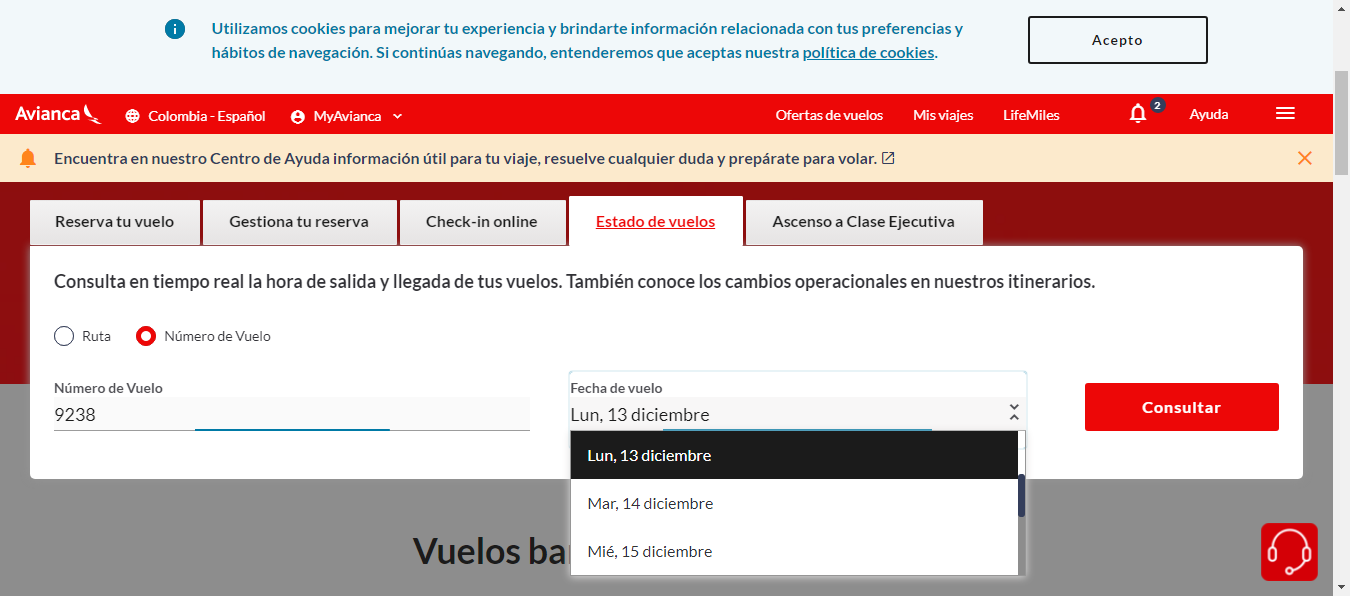 Utilizamos cookies para mejorar tu experiencia y brindarte información relacionada con tus preferencias y
hábitos de navegación. Si continúas navegando, entenderemos que aceptas nuestra política de cookies.
Acepto
Avianca
Colombia - Español
MyAvianca
Ofertas de vuelos
Mis viajes
LifeMiles
2
Ayuda
Encuentra en nuestro Centro de Ayuda información útil para tu viaje, resuelve cualquier duda y prepárate para volar.
Reserva tu vuelo
Gestiona tu reserva
Check-in online
Estado de vuelos
Ascenso a Clase Ejecutiva
Consulta en tiempo real la hora de salida y llegada de tus vuelos. También conoce los cambios operacionales en nuestros itinerarios.
Ruta
Número de Vuelo
Número de Vuelo
9238
Fecha de vuelo
Lun, 13 diciembre
Consultar
Lun, 13 diciembre
Mar, 14 diciembre
Mié, 15 diciembre
Vuelos